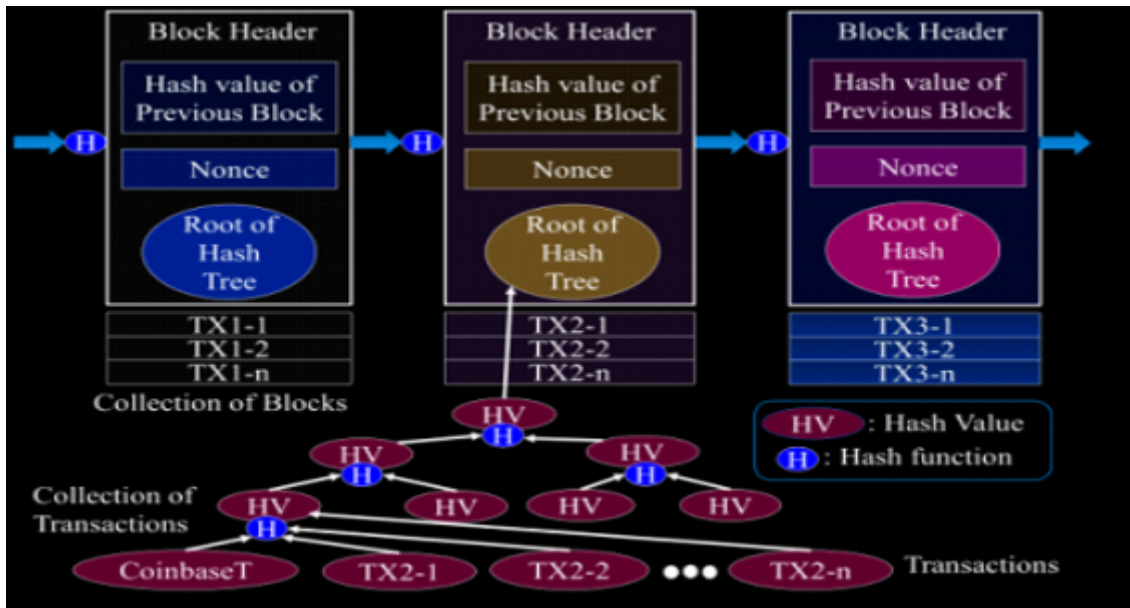 Block Header
Hash value of
Previous Block
Nonce
Root of
Hash
Tree
TX1-1
TX1-2
TX1-n
H
Block Header
Hash value of
Previous Block
Nonce
Root of
Hash
Tree
TX2-1
TX2-2
TX2-n
H
Block Header
Hash value of
Previous Block
Nonce
Root of
Hash
Tree
TX3-1
TX3-2
TX3-n
H
Collection of Blocks
HV
H
HV
H
HV
H
HV : Hash Value
H : Hash function
Collection of
Transactions
HV
H
HV
HV
HV
CoinbaseT
TX2-1
TX2-2
TX2-n
Transactions